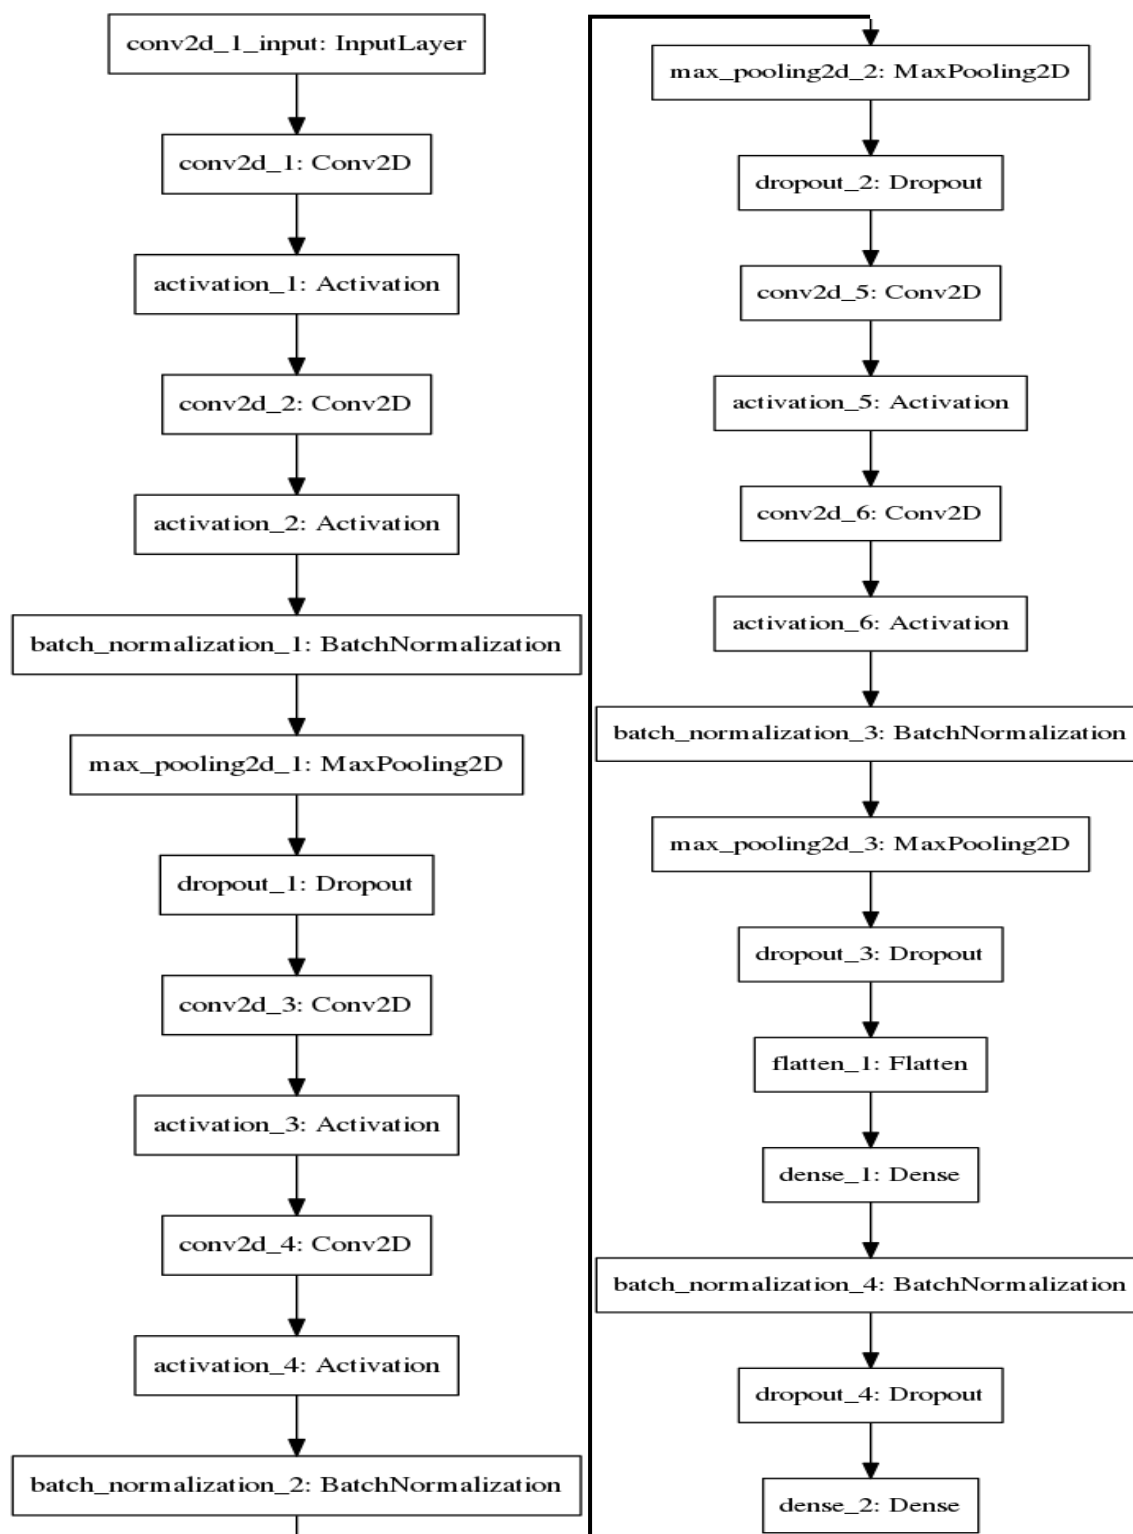 conv2d_1_input: InputLayer
conv2d_1: Conv2D
activation_1: Activation
conv2d_2: Conv2D
activation_2: Activation
batch_normalization_1: BatchNormalization
max_pooling2d_1: MaxPooling2D
dropout_1: Dropout
conv2d_3: Conv2D
activation_3: Activation
conv2d_4: Conv2D
activation_4: Activation
batch_normalization_2: BatchNormalization
max_pooling2d_2: MaxPooling2D
dropout_2: Dropout
conv2d_5: Conv2D
activation_5: Activation
conv2d_6: Conv2D
activation_6: Activation
batch_normalization_3: BatchNormalization
max_pooling2d_3: MaxPooling2D
dropout_3: Dropout
flatten_1: Flatten
dense_1: Dense
batch_normalization_4: BatchNormalization
dropout_4: Dropout
dense_2: Dense